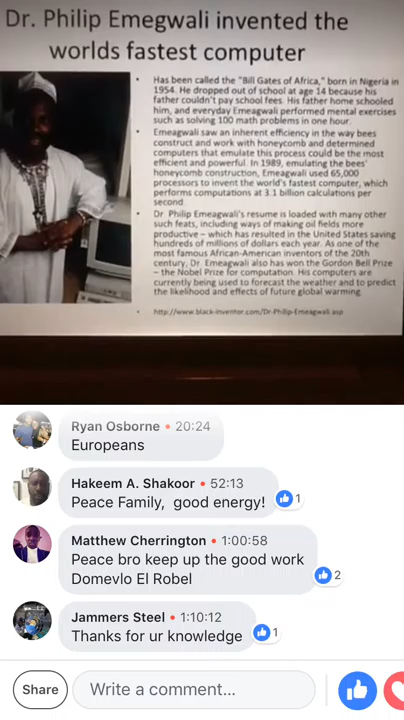 Dr. Philip Emegwali invented the
worlds fastest computer
• Has been called the "Bill Gates of Africa," born in Nigeria in
1954. He dropped out of school at age 14 because his
father couldn't pay school fees. His father home schooled
him, and everyday Emeagwali performed mental exercises
such as solving 100 math problems in one hour.
• Emeagwali saw an inherent efficiency in the way bees
construct and work with honeycomb and determined
computers that emulate this process could be the most
efficient and powerful. In 1989, emulating the bees'
honeycomb construction, Emeagwali used 65,000
processors to invent the world's fastest computer, which
performs computations at 3.1 billion calculations per
second.
• Dr. Philip Emeagwali's resume is loaded with many other
such feats, including ways of making oil fields more
productive – which has resulted in the United States saving
hundreds of millions of dollars each year. As one of the
most famous African-American inventors of the 20th
century, Dr. Emeagwali also has won the Gordon Bell Prize
– the Nobel Prize for computation. His computers are
currently being used to forecast the weather and to predict
the likelihood and effects of future global warming
• http://www.black-inventor.com/Dr-Philip-Emeagwali.asp
Ryan Osborne • 20:24
Europeans
Hakeem A. Shakoor • 52:13
Peace Family, good energy!
1
Matthew Cherrington • 1:00:58
Peace bro keep up the good work
Domevlo El Robel
2
Jammers Steel • 1:10:12
Thanks for ur knowledge
1
Share
Write a comment...